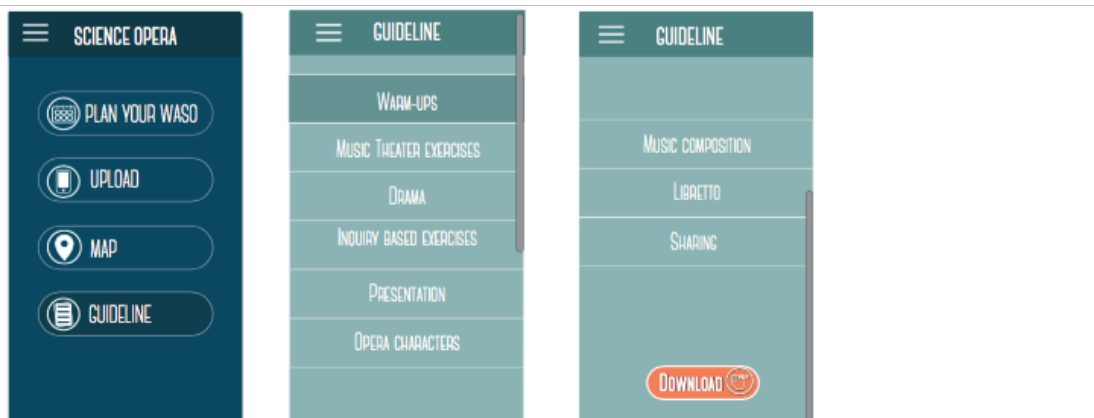 SCIENCE OPERA
PLAN YOUR WASO
UPLOAD
MAP
GUIDELINE
GUIDELINE
WARM-UPS
MUSIC THEATER EXERCISES
DRAMA
INQUIRY BASED EXERCISES
PRESENTATION
OPERA CHARACTERS
GUIDELINE
MUSIC COMPOSITION
LIBRETTO
SHARING
DOWNLOAD